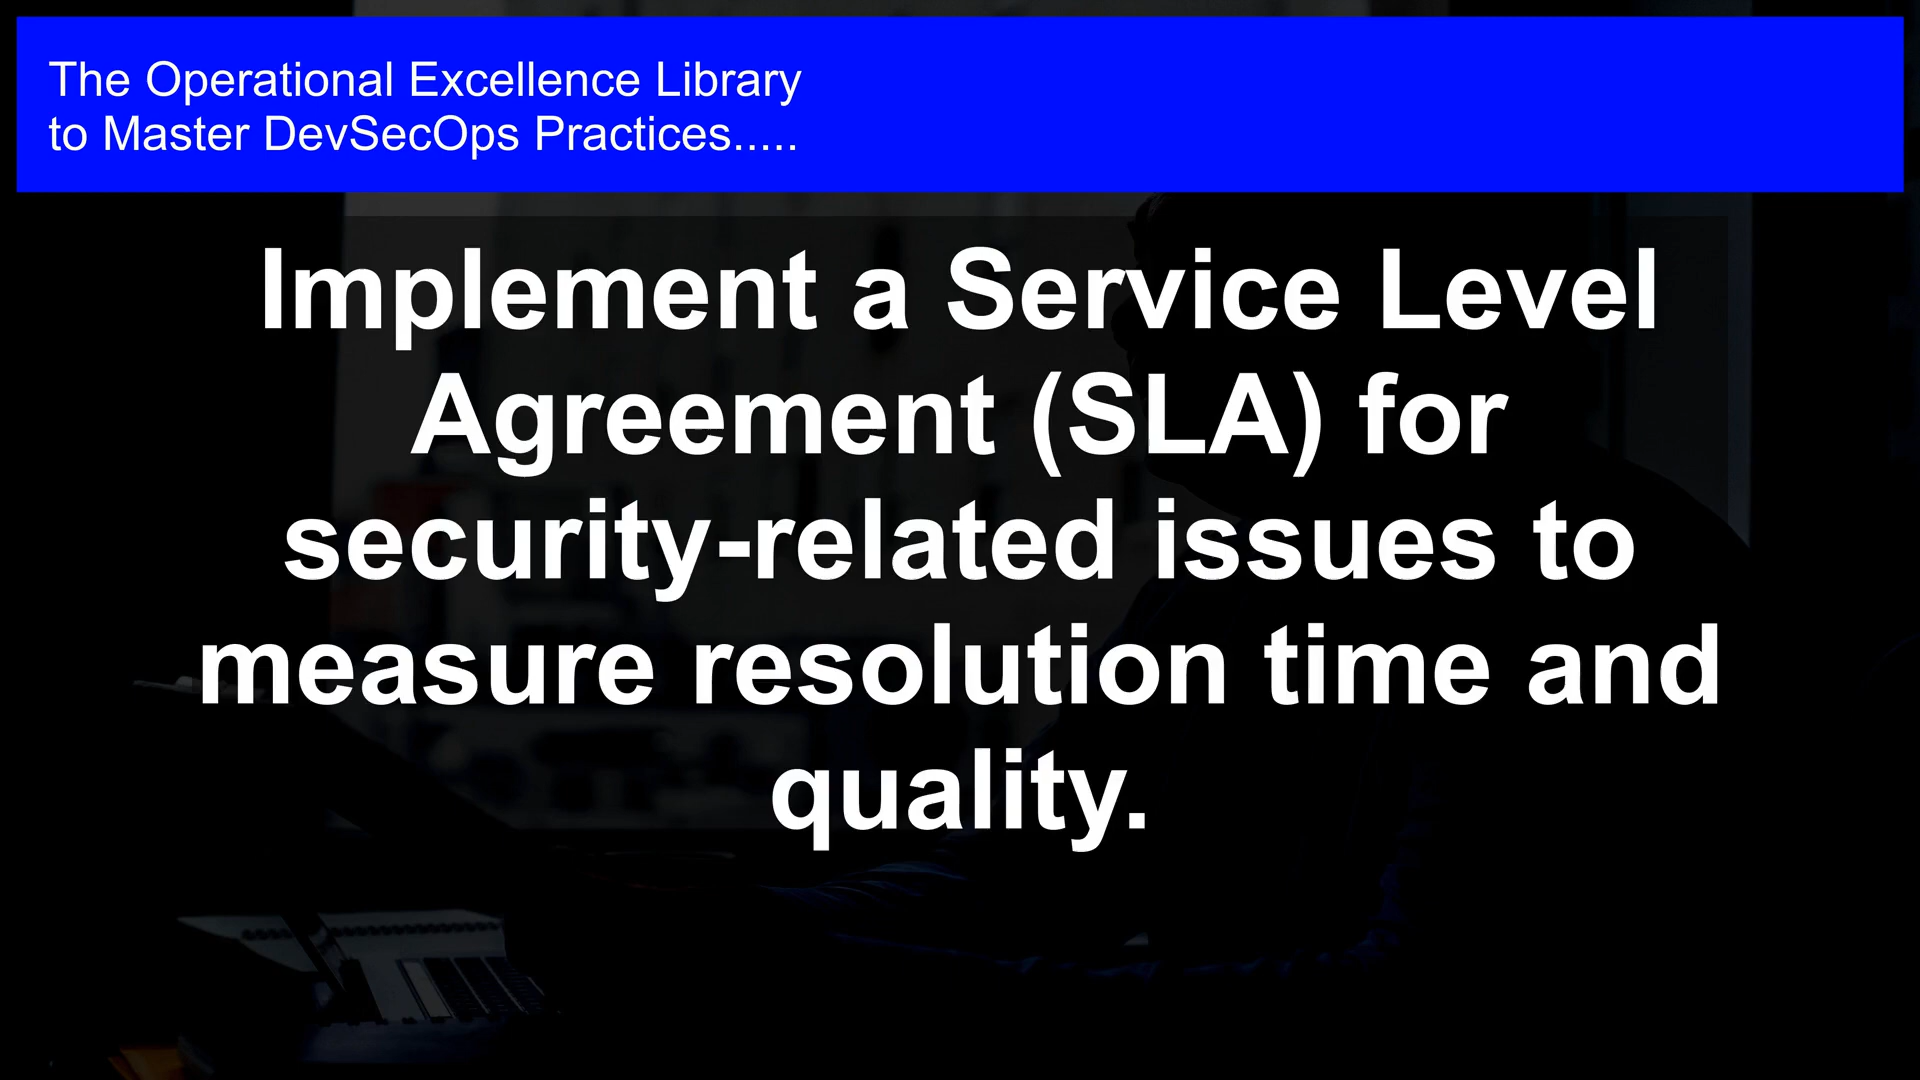 The Operational Excellence Library
to Master DevSecOps Practices.....
Implement a Service Level
Agreement (SLA) for
security-related issues to
measure resolution time and
quality.